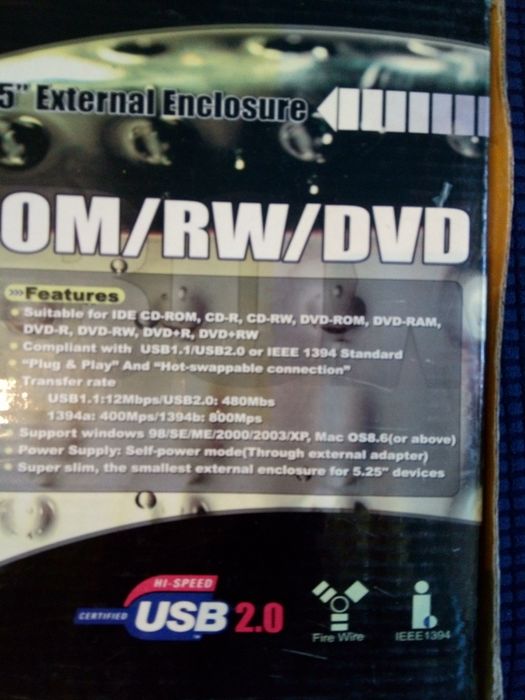 5" External Enclosure
OM/RW/DVD
Features
Suitable for IDE CD-ROM, CD-R, CD-RW, DVD-ROM, DVD-RAM,
DVD-R, DVD-RW, DVD+R, DVD+RW
Compliant with USB1.1/USB2.0 or IEEE 1394 Standard
"Plug & Play" And "Hot-swappable connection"
Transfer rate
USB1.1:12Mbps/USB2.0: 480Mbs
1394a: 400Mps/1394b: 800Mps
Support windows 98/SE/ME/2000/2003/XP, Mac OS8.6(or above)
Power Supply: Self-power mode(Through external adapter)
Super slim, the smallest external enclosure for 5.25" devices
HI-SPEED
CERTIFIED USB 2.0
TM
Fire Wire
IEEE1394